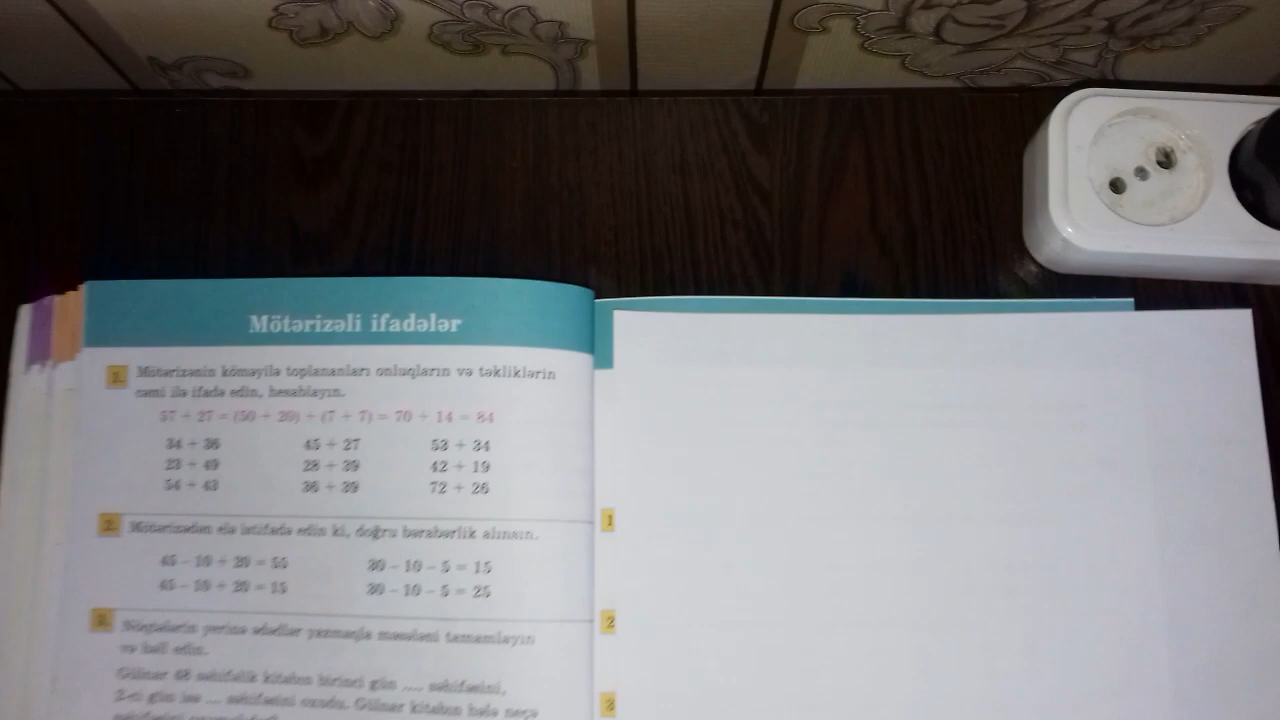 Mötərizəli ifadələr
1. Mötərizənin köməyilə toplananları onluqların və təkliklərin
cəmi ilə ifadə edin, hesablayın.
57 + 27 = (50 + 20) + (7 + 7) = 70 + 14 = 84
34 + 36 45 + 27 53 + 34
23 + 49 28 + 39 42 + 19
54 + 43 36 + 39 72 + 26
2. Mötərizədən elə istifadə edin ki, doğru bərabərlik alınsın.
45 – 10 + 20 = 55 30 – 10 – 5 = 15
45 – 10 + 20 = 15 30 – 10 – 5 = 25
3. Nöqtələrin yerinə ədədlər yazmaqla məsələni tamamlayın
və həll edin.
Gülnar 48 səhifəlik kitabın birinci gün .... səhifəsini,
2-ci gün isə ... səhifəsini oxudu. Gülnar kitabın hələ neçə
1
2
3